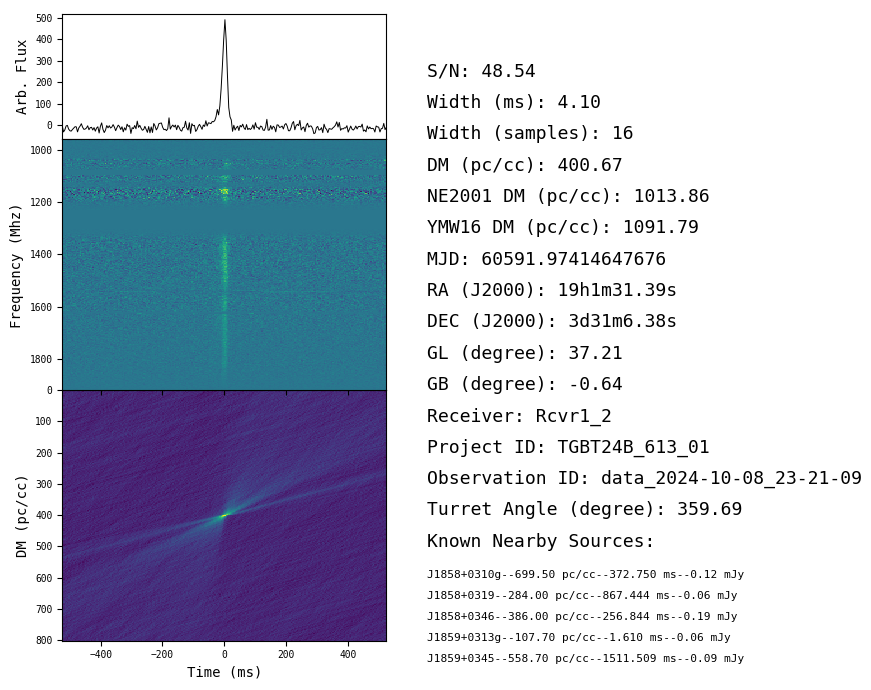 500
400
300
200
100
0
Arb. Flux
1000
1200
1400
1600
1800
Frequency (Mhz)
0
100
200
300
400
500
600
700
800
DM (pc/cc)
−400 −200 0 200 400
Time (ms)
S/N: 48.54
Width (ms): 4.10
Width (samples): 16
DM (pc/cc): 400.67
NE2001 DM (pc/cc): 1013.86
YMW16 DM (pc/cc): 1091.79
MJD: 60591.97414647676
RA (J2000): 19h1m31.39s
DEC (J2000): 3d31m6.38s
GL (degree): 37.21
GB (degree): -0.64
Receiver: Rcvr1_2
Project ID: TGBT24B_613_01
Observation ID: data_2024-10-08_23-21-09
Turret Angle (degree): 359.69
Known Nearby Sources:
J1858+0310g--699.50 pc/cc--372.750 ms--0.12 mJy
J1858+0319--284.00 pc/cc--867.444 ms--0.06 mJy
J1858+0346--386.00 pc/cc--256.844 ms--0.19 mJy
J1859+0313g--107.70 pc/cc--1.610 ms--0.06 mJy
J1859+0345--558.70 pc/cc--1511.509 ms--0.09 mJy